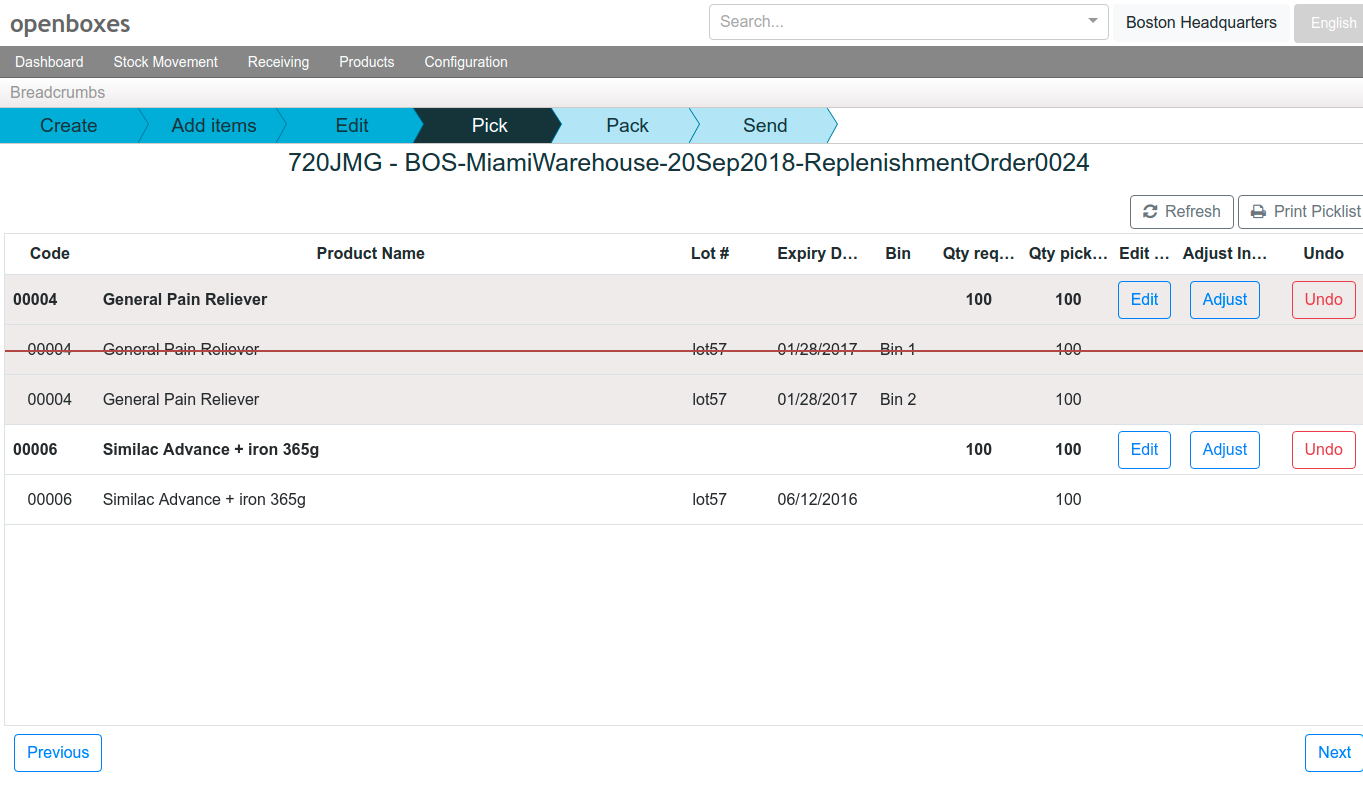 openboxes Search... Boston Headquarters English
Dashboard Stock Movement Receiving Products Configuration
Breadcrumbs
Create Add items Edit Pick Pack Send
720JMG - BOS-MiamiWarehouse-20Sep2018-ReplenishmentOrder0024
Refresh Print Picklist
Code Product Name Lot # Expiry D... Bin Qty req... Qty pick... Edit ... Adjust In... Undo
00004 General Pain Reliever 100 100 Edit Adjust Undo
00004 General Pain Reliever lot57 01/28/2017 Bin 1 100
00004 General Pain Reliever lot57 01/28/2017 Bin 2 100
00006 Similac Advance + iron 365g 100 100 Edit Adjust Undo
00006 Similac Advance + iron 365g lot57 06/12/2016 100
Previous Next